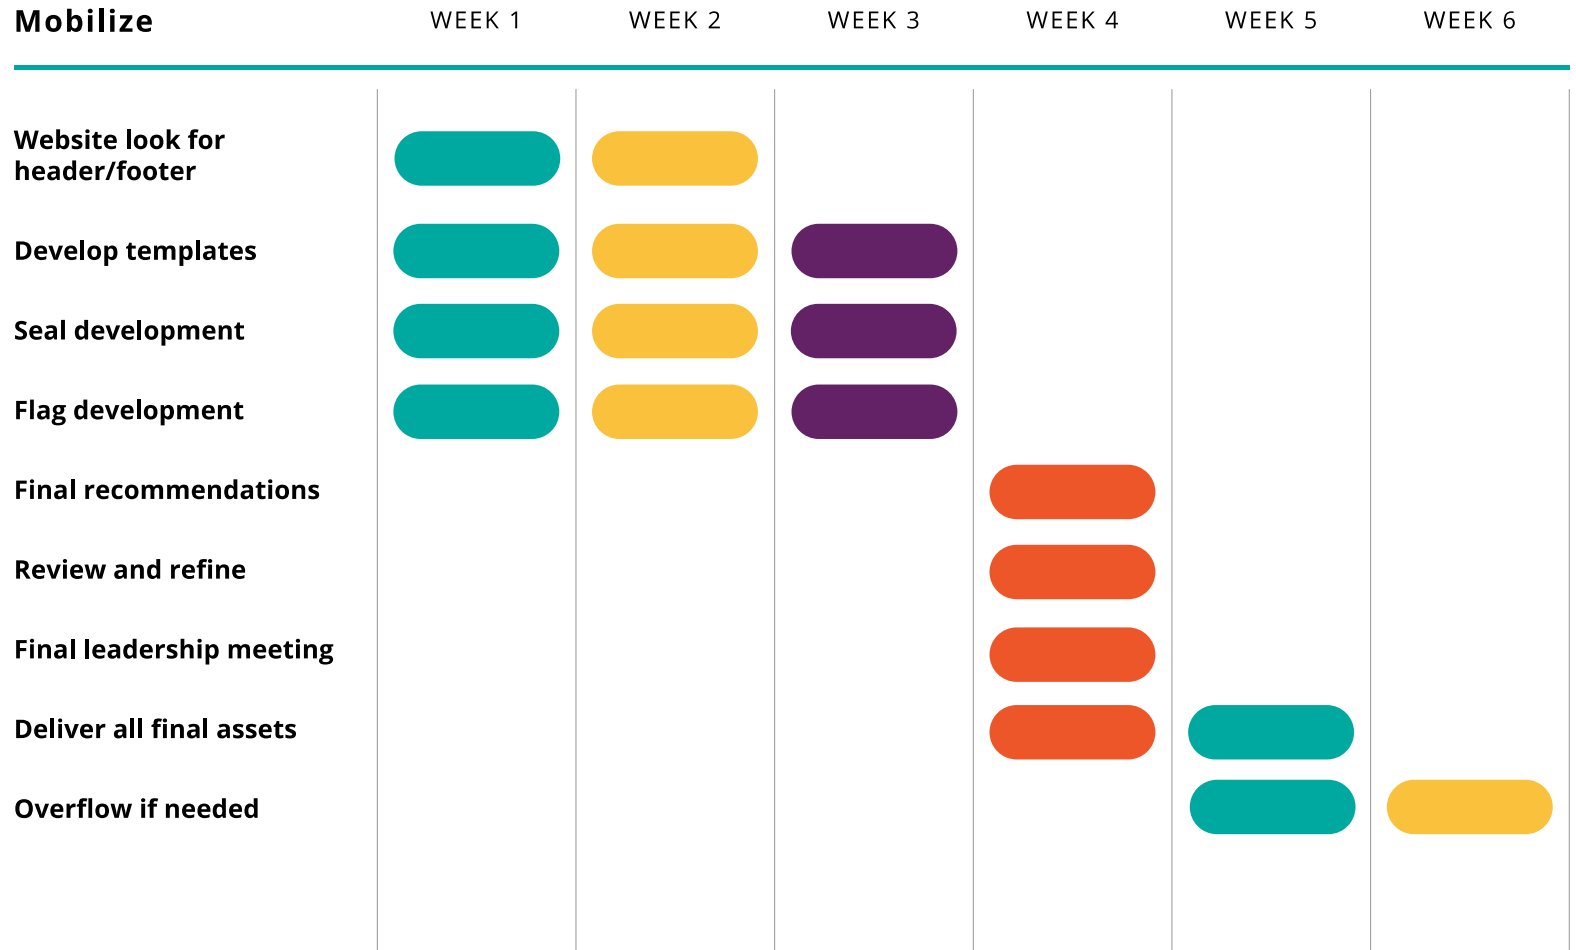 Mobilize WEEK 1 WEEK 2 WEEK 3 WEEK 4 WEEK 5 WEEK 6
Website look for
header/footer
Develop templates
Seal development
Flag development
Final recommendations
Review and refine
Final leadership meeting
Deliver all final assets
Overflow if needed